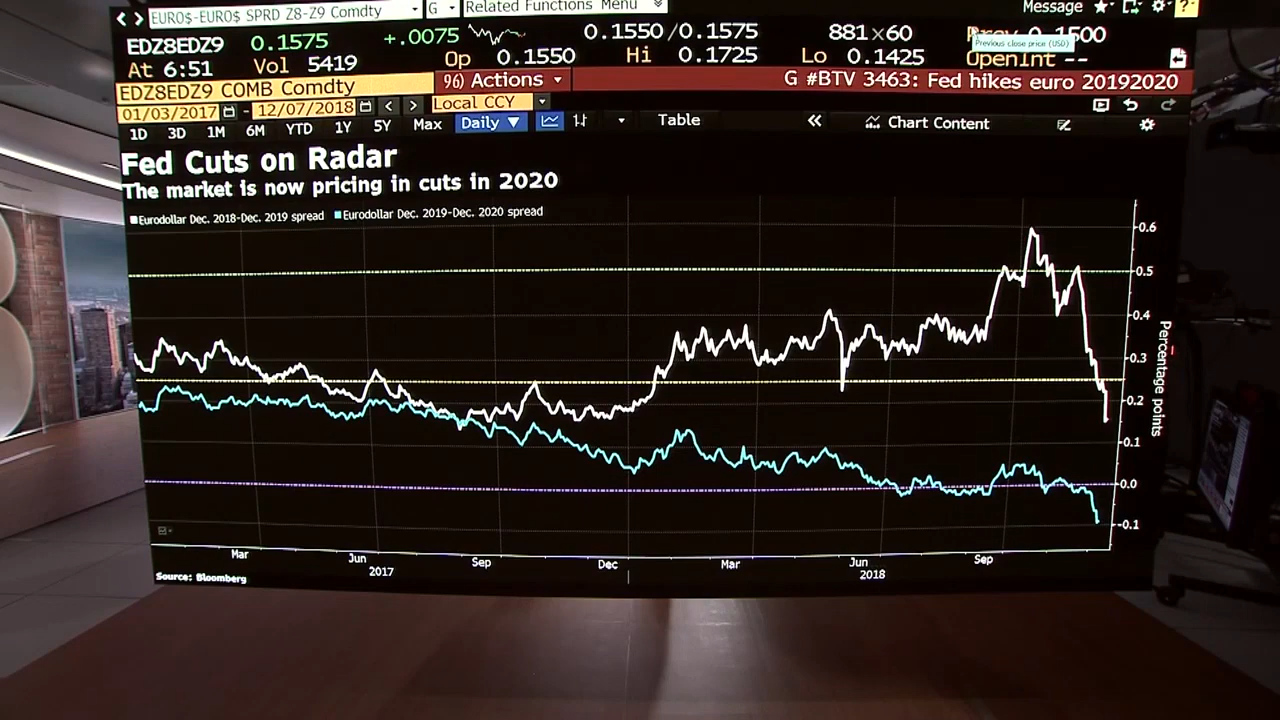 EURO$-EURO$ SPRD Z8-Z9 Comdty G Related Functions Menu Message
EDZ8EDZ9 0.1575 +.0075 0.1550/0.1575 881×60 1500
Previous close price (USD)
At 6:51 Vol 5419 Op 0.1550 Hi 0.1725 Lo 0.1425 OpenInt --
EDZ8EDZ9 COMB Comdty %) Actions G #BTV 3463: Fed hikes euro 20192020
01/03/2017 - 12/07/2018 Local CCY
1D 3D 1M 6M YTD 1Y 5Y Max Daily Table Chart Content
Fed Cuts on Radar
The market is now pricing in cuts in 2020
Eurodollar Dec. 2018-Dec. 2019 spread Eurodollar Dec. 2019-Dec. 2020 spread
0.6
0.5
0.4
0.3
0.2
0.1
0.0
-0.1
Percentage points
Mar Jun Sep Dec Mar Jun Sep
2017 2018
Source: Bloomberg